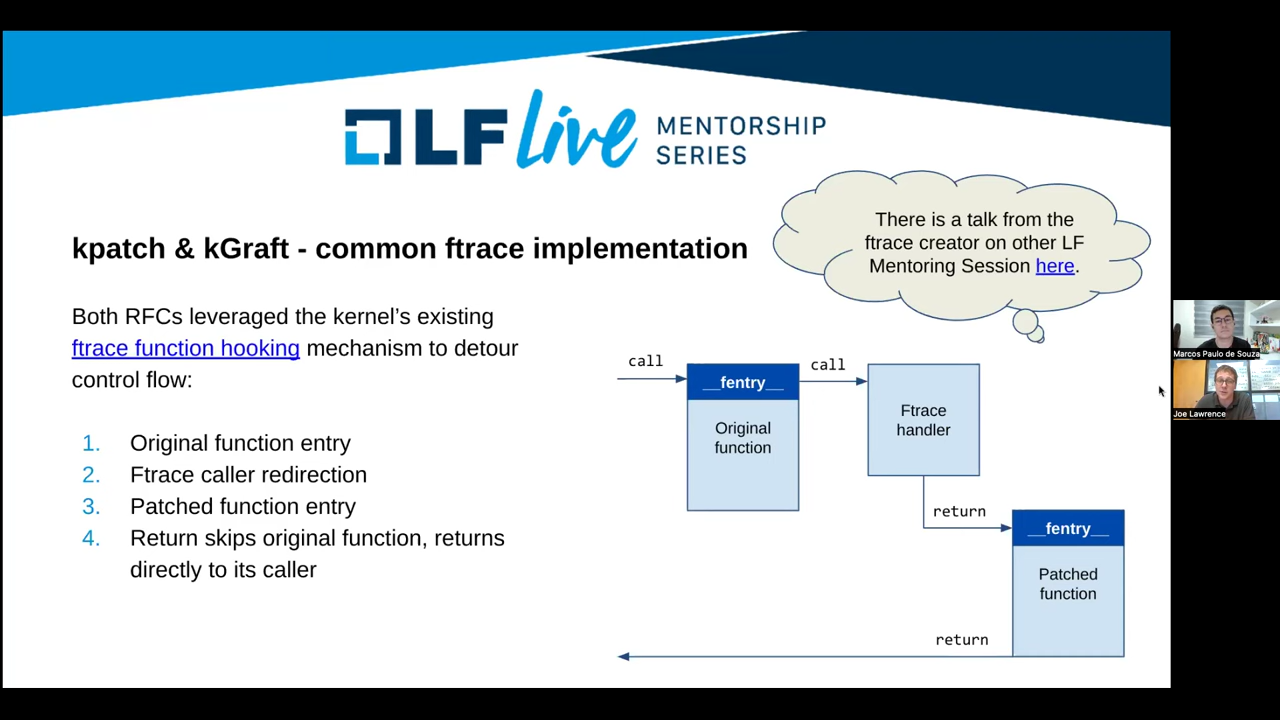 LF Live MENTORSHIP
SERIES
There is a talk from the
ftrace creator on other LF
Mentoring Session here.
kpatch & kGraft - common ftrace implementation
Both RFCs leveraged the kernel’s existing
ftrace function hooking mechanism to detour
control flow:
1. Original function entry
2. Ftrace caller redirection
3. Patched function entry
4. Return skips original function, returns
directly to its caller
call
__fentry__
Original
function
call
Ftrace
handler
return
__fentry__
Patched
function
return
Marcos Paulo de Souza
Joe Lawrence